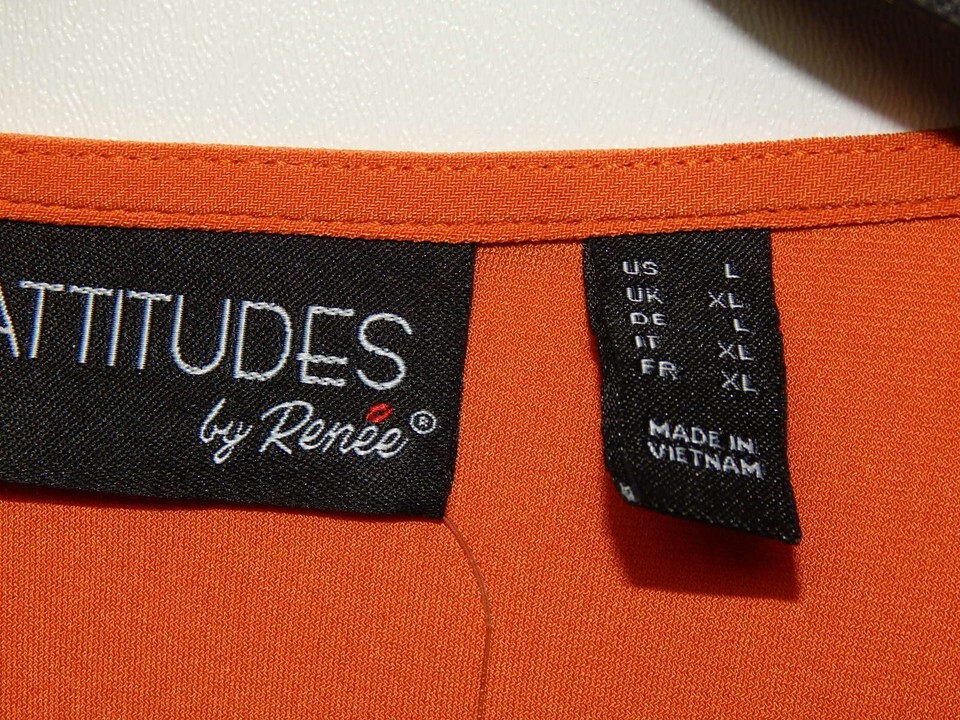 ATTITUDES
by Renée®
US L
UK XL
DE L
IT XL
FR XL
MADE IN
VIETNAM